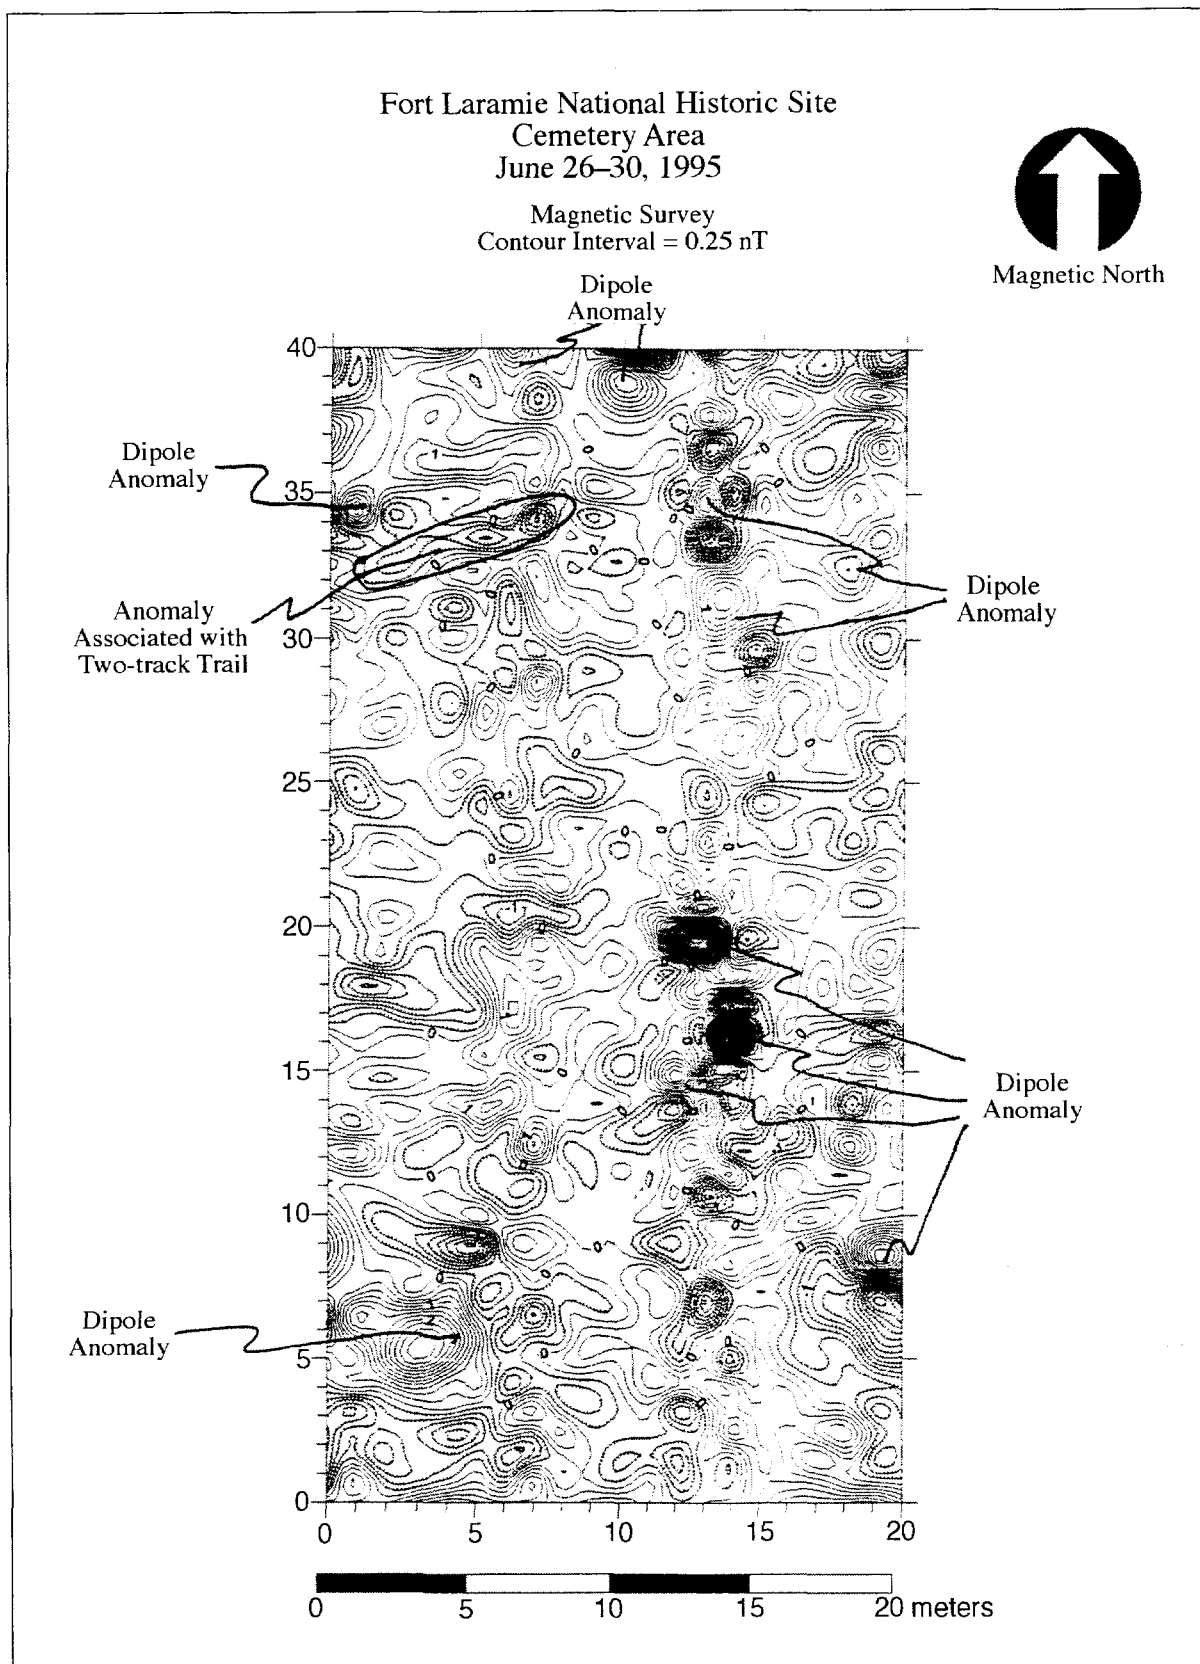 Fort Laramie National Historic Site
Cemetery Area
June 26–30, 1995
Magnetic Survey
Contour Interval = 0.25 nT
Magnetic North
Dipole
Anomaly
40
Dipole
Anomaly
35
Dipole
Anomaly
Anomaly
Associated with
Two-track Trail
30
25
20
15
Dipole
Anomaly
10
Dipole
Anomaly
5
0
0 5 10 15 20
0 5 10 15 20 meters